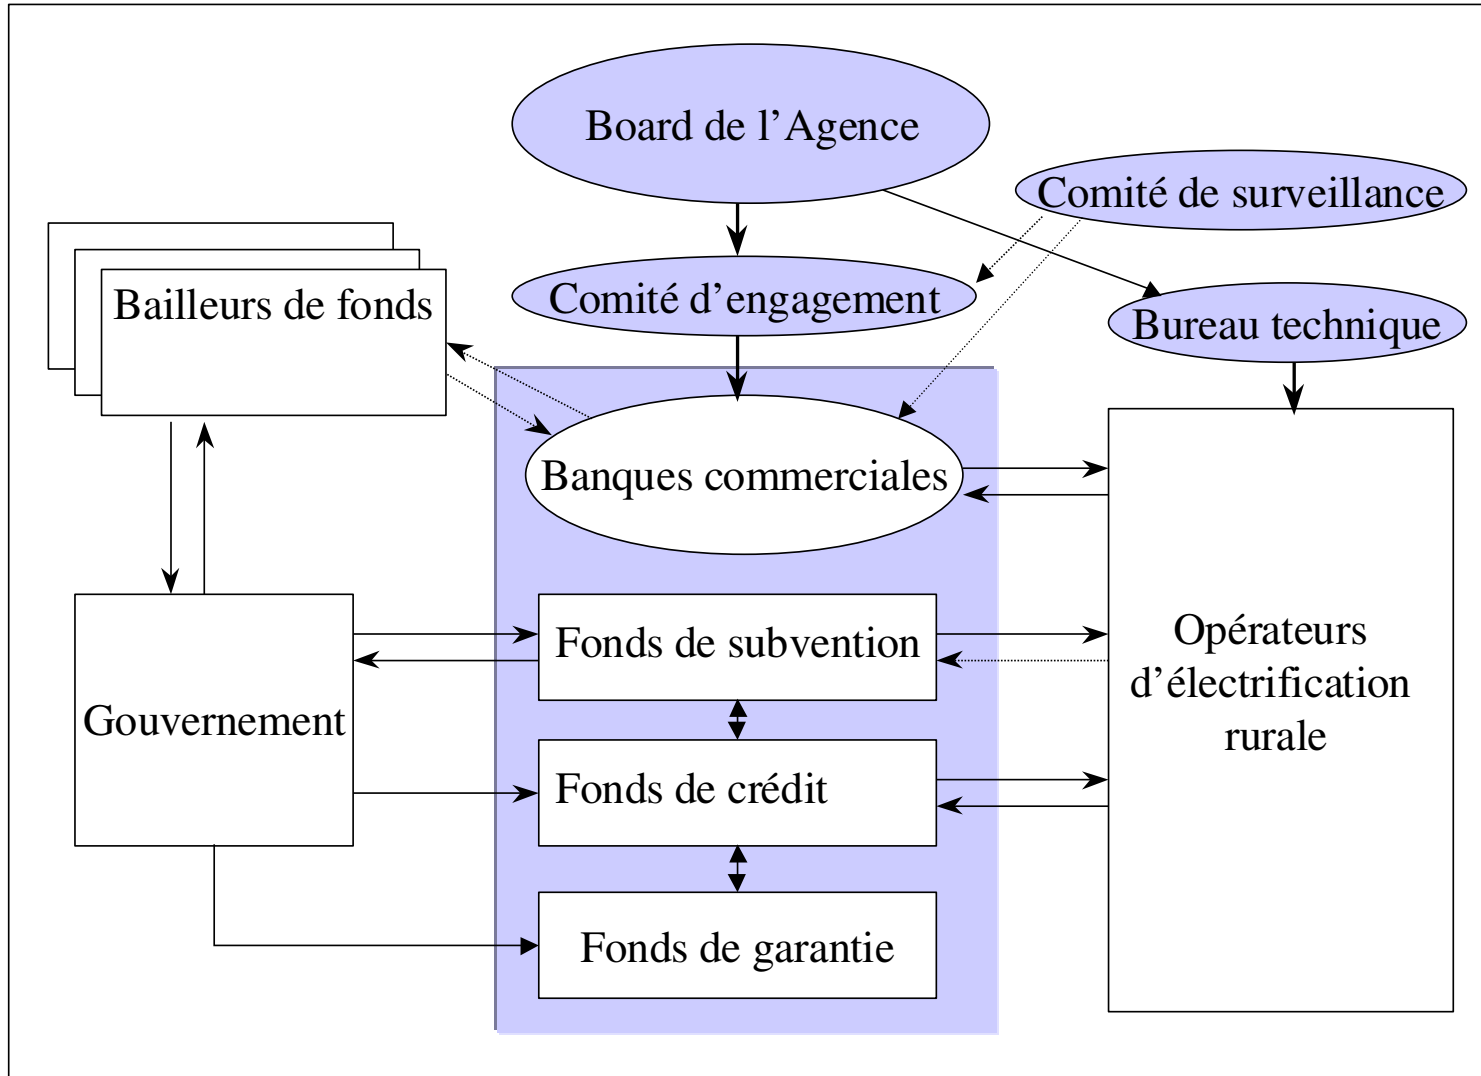 Board de l’Agence
Comité de surveillance
Bailleurs de fonds
Comité d’engagement
Bureau technique
Banques commerciales
Fonds de subvention
Opérateurs
d’électrification
rurale
Gouvernement
Fonds de crédit
Fonds de garantie